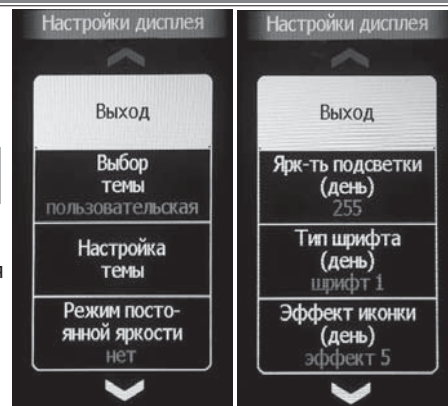 Настройки дисплея
Выход
Выбор
темы
пользовательская
Настройка
темы
Режим посто-
янной яркости
нет
Настройки дисплея
Выход
Ярк-ть подсветки
(день)
255
Тип шрифта
(день)
шрифт 1
Эффект иконки
(день)
эффект 5
я